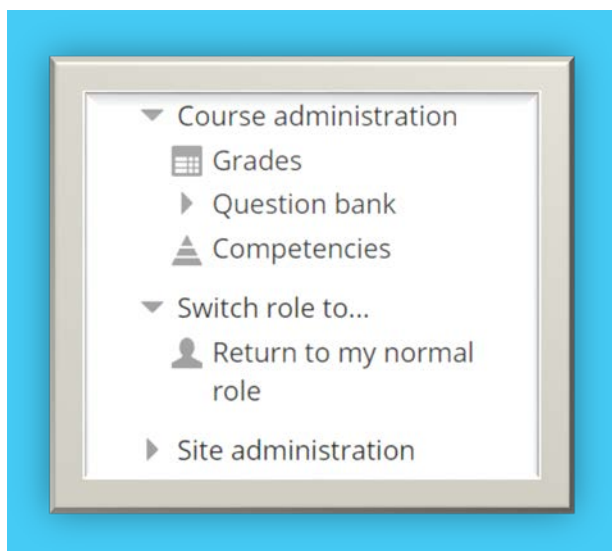 Course administration
Grades
Question bank
Competencies
Switch role to...
Return to my normal
role
Site administration